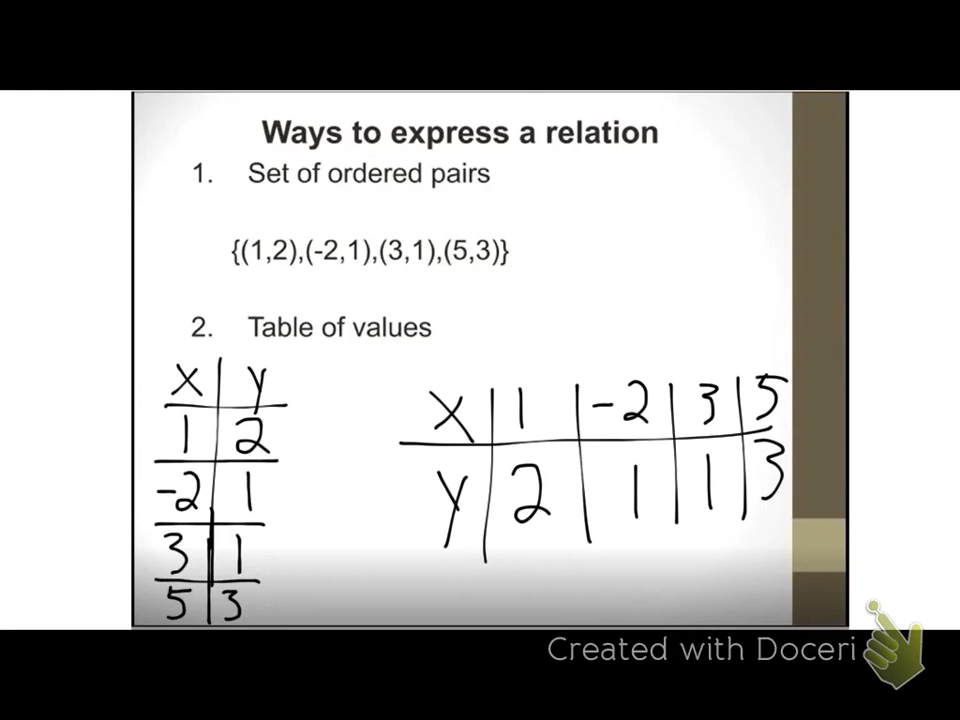 Ways to express a relation
1. Set of ordered pairs
{(1,2),(-2,1),(3,1),(5,3)}
2. Table of values
x y
1 2
-2 1
3 1
5 3
x 1 -2 3 5
y 2 1 1 3
Created with Doceri